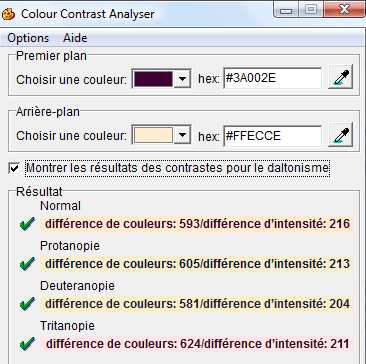 Colour Contrast Analyser
Options Aide
Premier plan
Choisir une couleur: hex: #3A002E
Arrière-plan
Choisir une couleur: hex: #FFECCE
Montrer les résultats des contrastes pour le daltonisme
Résultat
Normal
différence de couleurs: 593/différence d'intensité: 216
Protanopie
différence de couleurs: 605/différence d'intensité: 213
Deuteranopie
différence de couleurs: 581/différence d'intensité: 204
Tritanopie
différence de couleurs: 624/différence d'intensité: 211